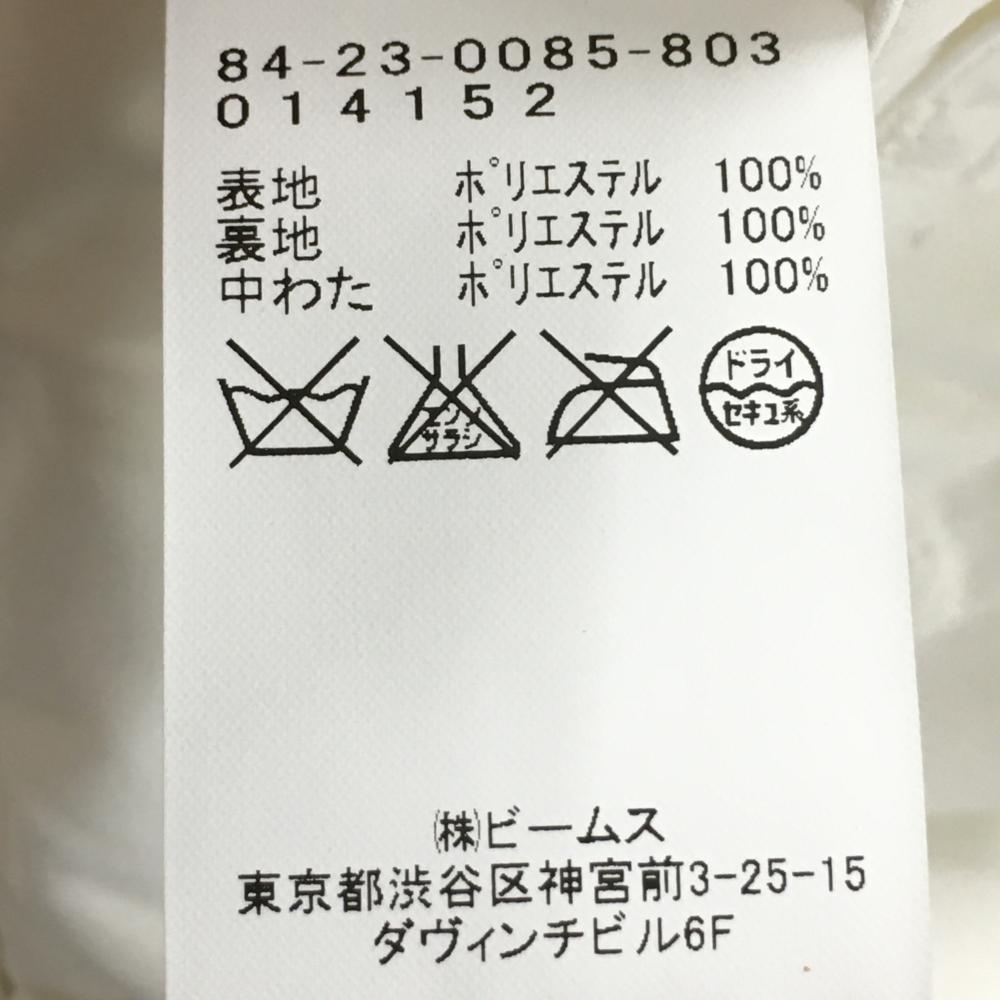 84-23-0085-803
014152
表地 ポリエステル 100%
裏地 ポリエステル 100%
中わた ポリエステル 100%
エンソ サラシ ドライ セキユ系
㈱ビームス
東京都渋谷区神宮前3-25-15
ダヴィンチビル6F